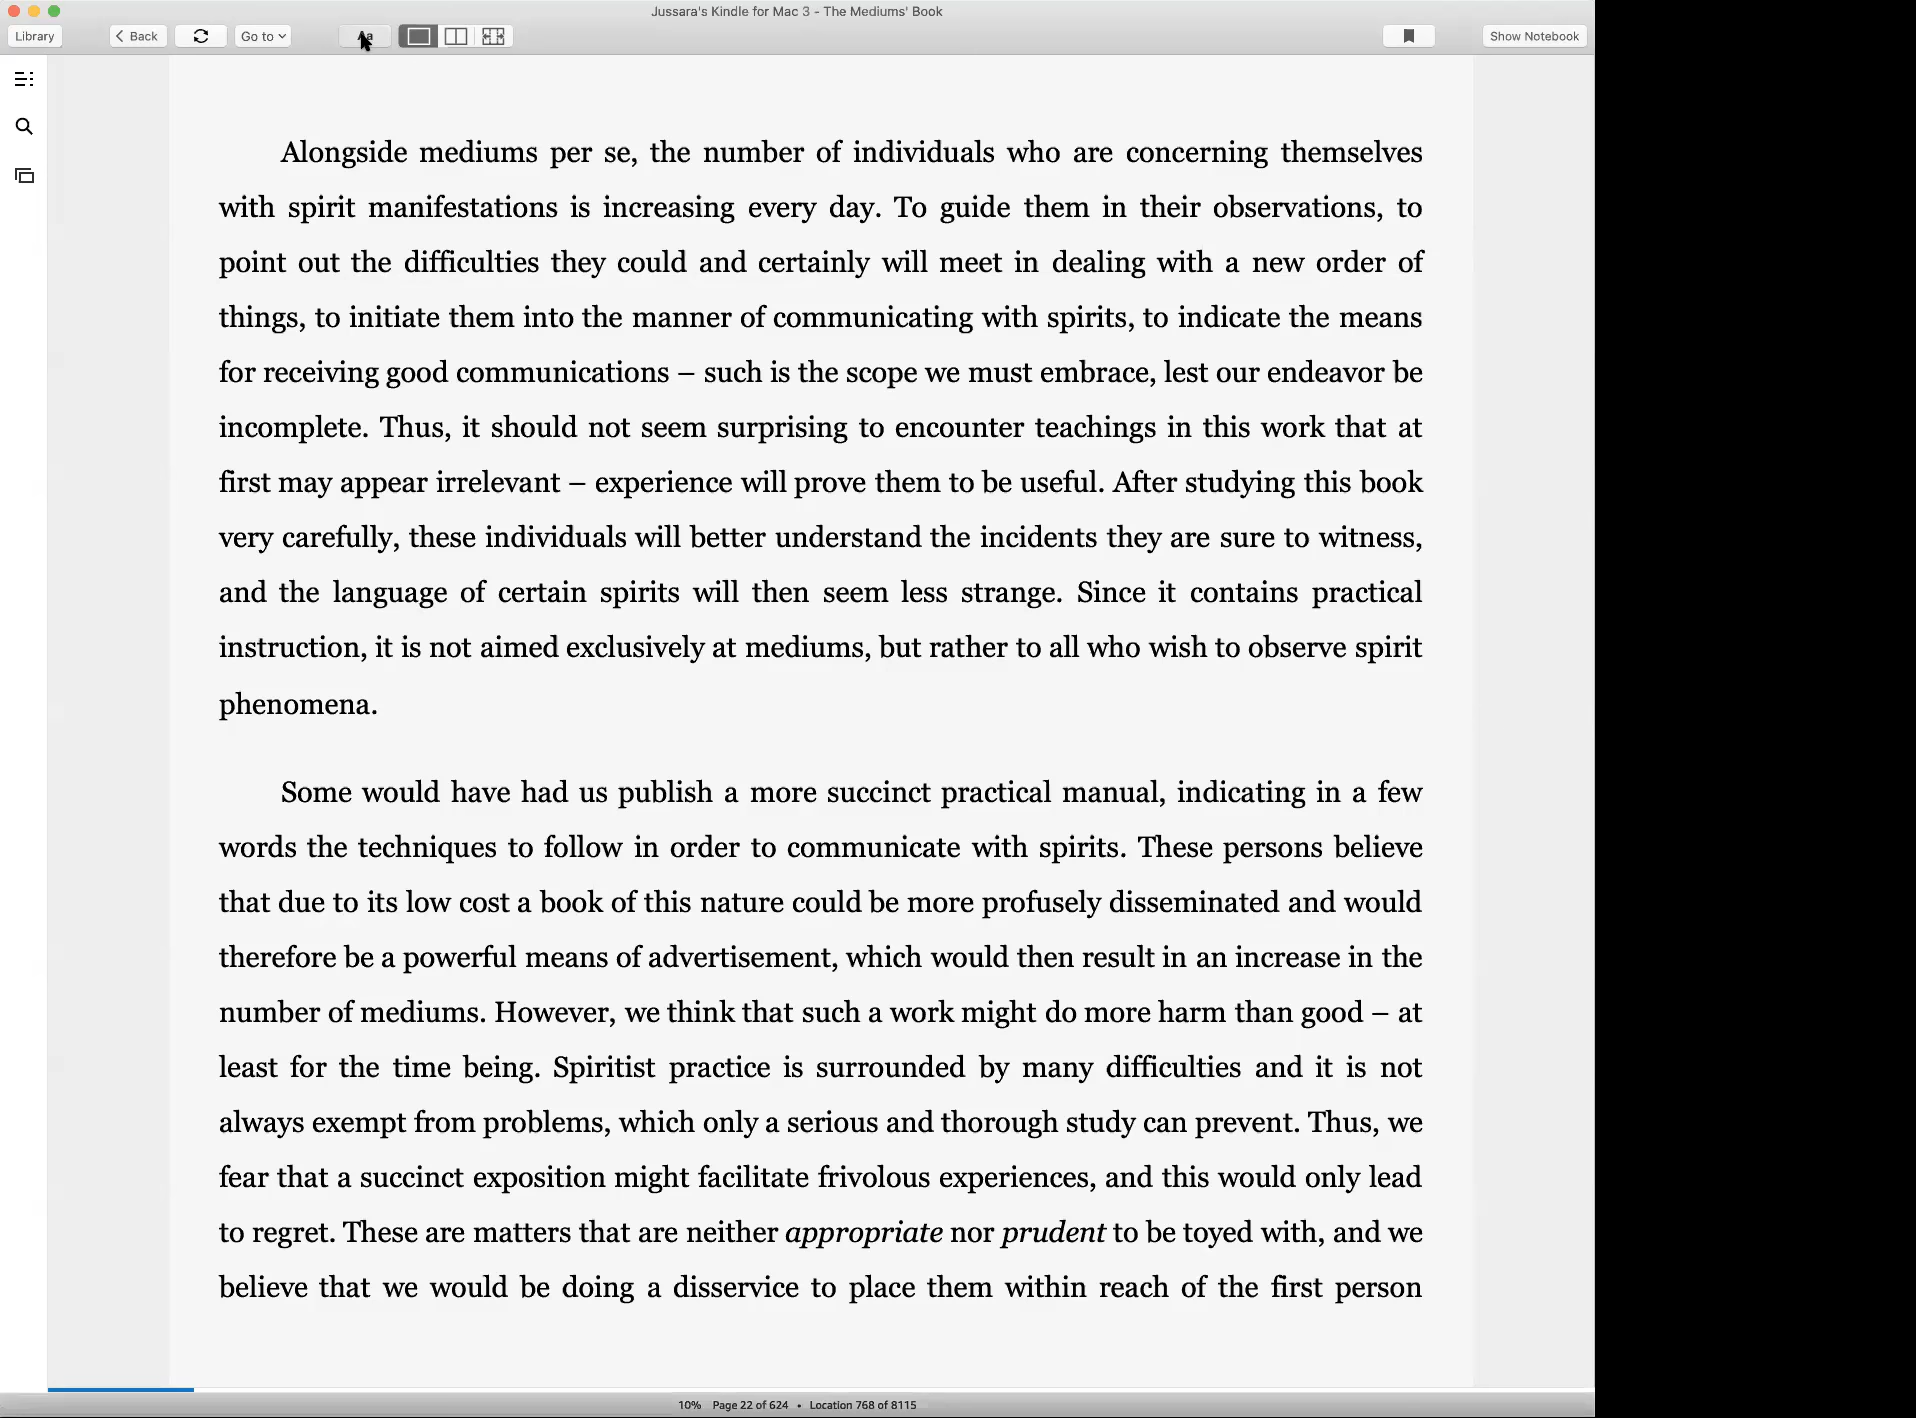 Jussara's Kindle for Mac 3 - The Mediums' Book
Library
Back
Go to
Aa
Show Notebook
Alongside mediums per se, the number of individuals who are concerning themselves
with spirit manifestations is increasing every day. To guide them in their observations, to
point out the difficulties they could and certainly will meet in dealing with a new order of
things, to initiate them into the manner of communicating with spirits, to indicate the means
for receiving good communications – such is the scope we must embrace, lest our endeavor be
incomplete. Thus, it should not seem surprising to encounter teachings in this work that at
first may appear irrelevant – experience will prove them to be useful. After studying this book
very carefully, these individuals will better understand the incidents they are sure to witness,
and the language of certain spirits will then seem less strange. Since it contains practical
instruction, it is not aimed exclusively at mediums, but rather to all who wish to observe spirit
phenomena.
Some would have had us publish a more succinct practical manual, indicating in a few
words the techniques to follow in order to communicate with spirits. These persons believe
that due to its low cost a book of this nature could be more profusely disseminated and would
therefore be a powerful means of advertisement, which would then result in an increase in the
number of mediums. However, we think that such a work might do more harm than good – at
least for the time being. Spiritist practice is surrounded by many difficulties and it is not
always exempt from problems, which only a serious and thorough study can prevent. Thus, we
fear that a succinct exposition might facilitate frivolous experiences, and this would only lead
to regret. These are matters that are neither appropriate nor prudent to be toyed with, and we
believe that we would be doing a disservice to place them within reach of the first person
10% Page 22 of 624 • Location 768 of 8115